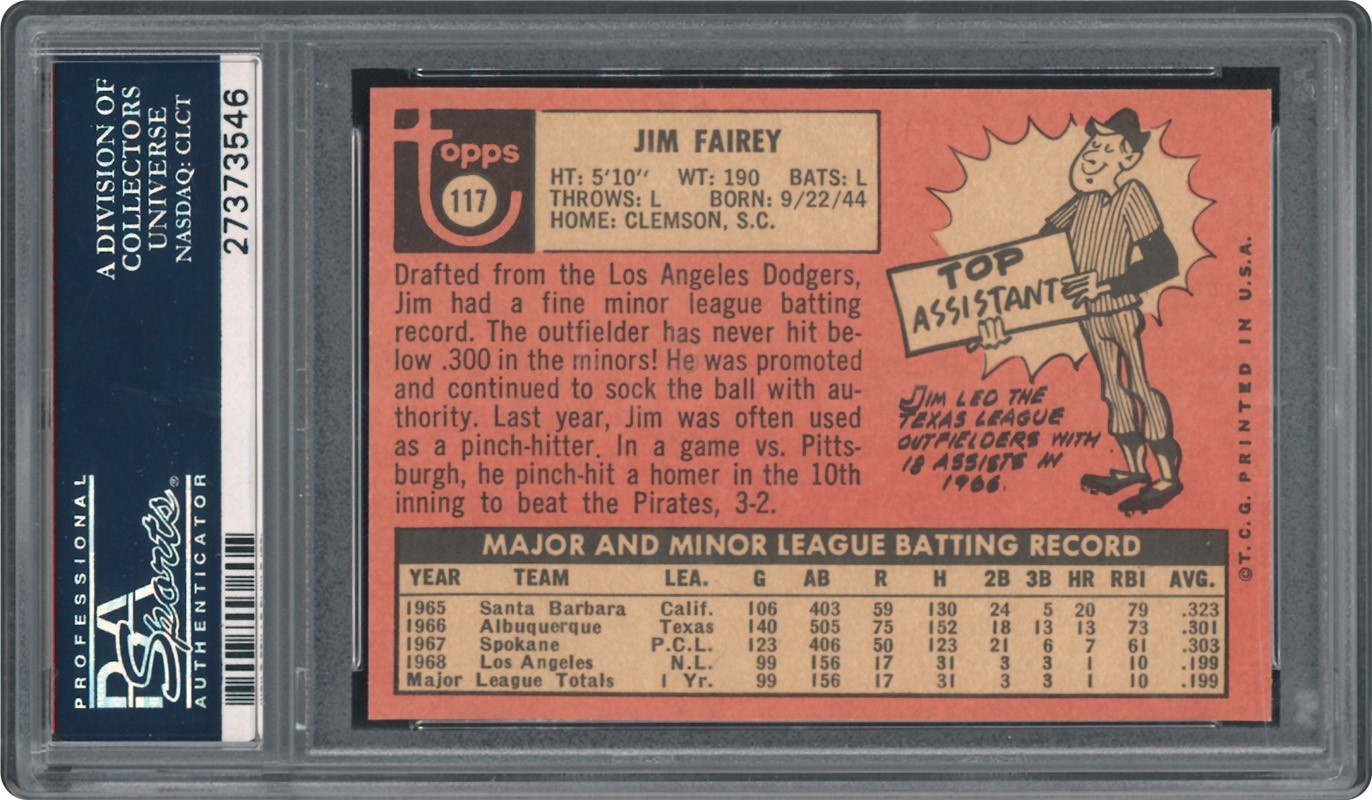 A DIVISION OF
COLLECTORS
UNIVERSE
NASDAQ: CLCT
27373546
PROFESSIONAL
PSA
Sports®
AUTHENTICATOR
topps
117
JIM FAIREY
HT: 5'10" WT: 190 BATS: L
THROWS: L BORN: 9/22/44
HOME: CLEMSON, S.C.
Drafted from the Los Angeles Dodgers,
Jim had a fine minor league batting
record. The outfielder has never hit be-
low .300 in the minors! He was promoted
and continued to sock the ball with au-
thority. Last year, Jim was often used
as a pinch-hitter. In a game vs. Pitts-
burgh, he pinch-hit a homer in the 10th
inning to beat the Pirates, 3-2.
TOP
ASSISTANT
JIM LED THE
TEXAS LEAGUE
OUTFIELDERS WITH
18 ASSISTS IN
1966.
©T.C.G. PRINTED IN U.S.A.
MAJOR AND MINOR LEAGUE BATTING RECORD
YEAR TEAM LEA. G AB R H 2B 3B HR RBI AVG.
1965 Santa Barbara Calif. 106 403 59 130 24 5 20 79 .323
1966 Albuquerque Texas 140 505 75 152 18 13 13 73 .301
1967 Spokane P.C.L. 123 406 50 123 21 6 7 61 .303
1968 Los Angeles N.L. 99 156 17 31 3 3 1 10 .199
Major League Totals 1 Yr. 99 156 17 31 3 3 1 10 .199